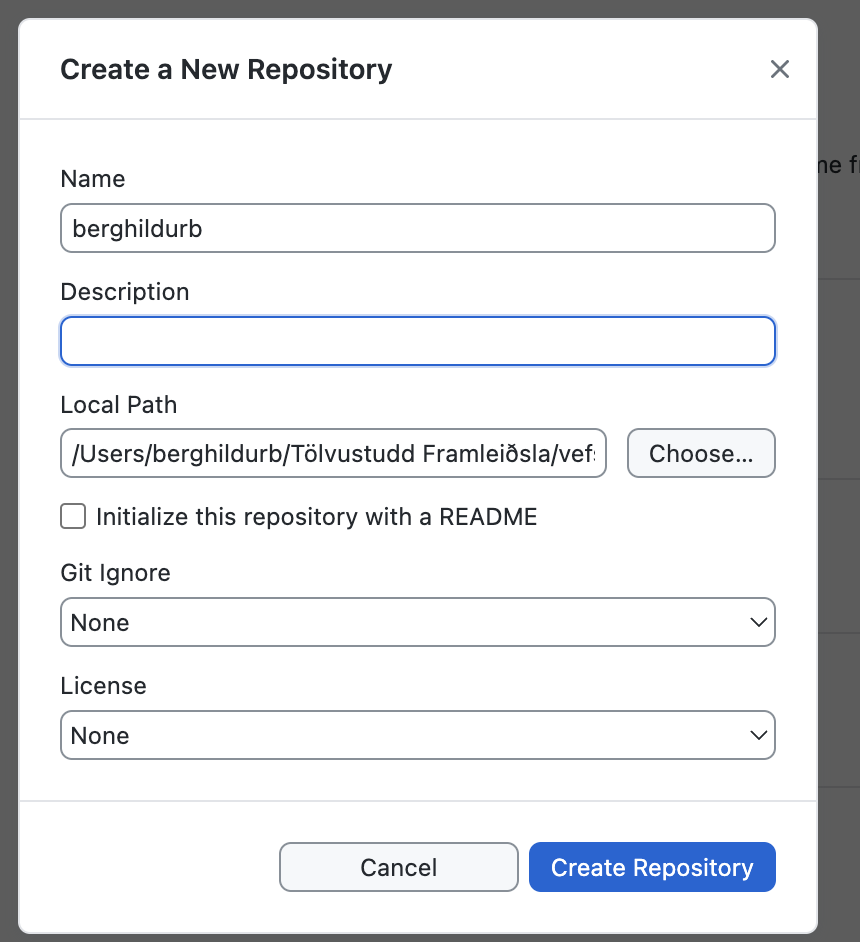 Create a New Repository
Name
berghildurb
Description
Local Path
/Users/berghildurb/Tölvustudd Framleiðsla/vef
Choose...
Initialize this repository with a README
Git Ignore
None
License
None
Cancel
Create Repository